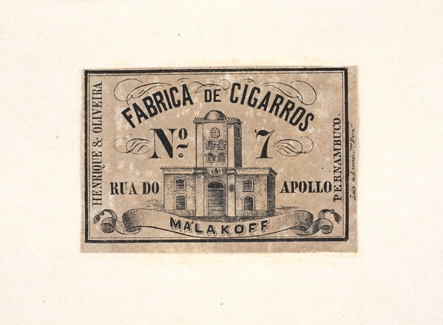 FABRICA DE CIGARROS
Nº 7
RUA DO APOLLO
MALAKOFF
HENRIQUE & OLIVEIRA
PERNAMBUCO.